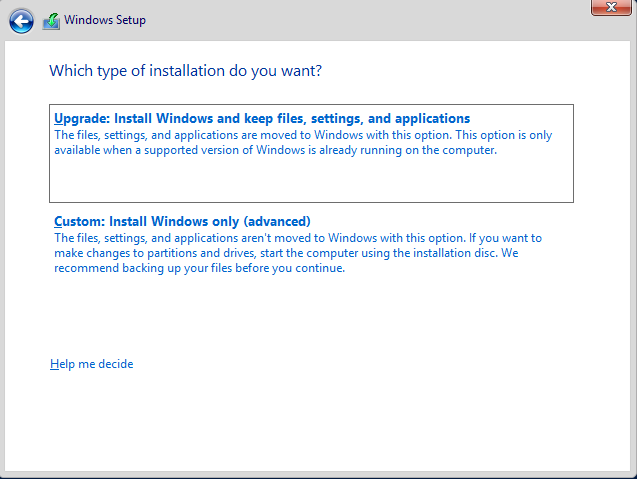 Windows Setup
Which type of installation do you want?
Upgrade: Install Windows and keep files, settings, and applications
The files, settings, and applications are moved to Windows with this option. This option is only
available when a supported version of Windows is already running on the computer.
Custom: Install Windows only (advanced)
The files, settings, and applications aren't moved to Windows with this option. If you want to
make changes to partitions and drives, start the computer using the installation disc. We
recommend backing up your files before you continue.
Help me decide